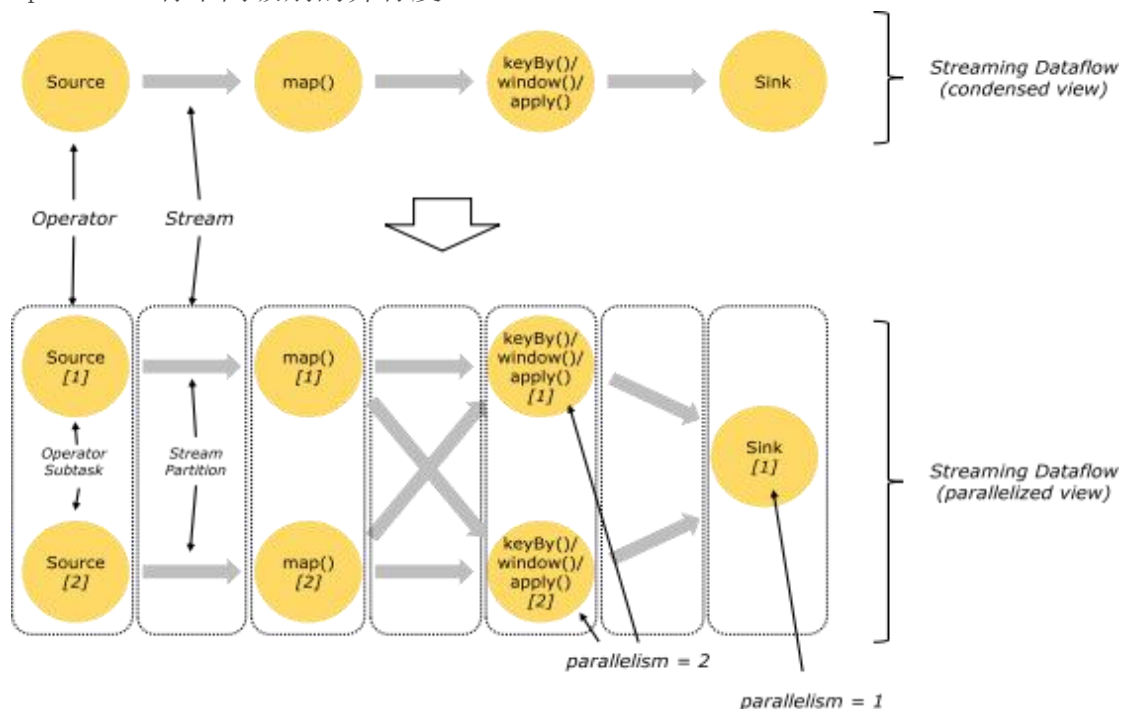 Source
map()
keyBy()/
window()/
apply()
Sink
Streaming Dataflow
(condensed view)
Operator
Stream
Source
[1]
map()
[1]
keyBy()/
window()/
apply()
[1]
Operator
Subtask
Stream
Partition
Sink
[1]
Streaming Dataflow
(parallelized view)
Source
[2]
map()
[2]
keyBy()/
window()/
apply()
[2]
parallelism = 2
parallelism = 1